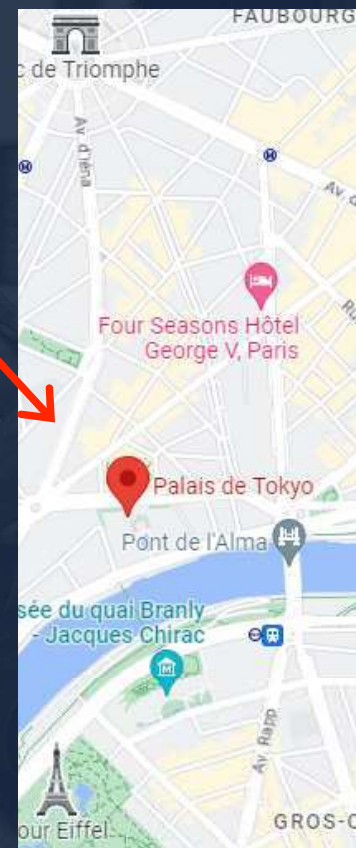 FAUBOURG
c de Triomphe
Av. d'Iéna
Av. d
Four Seasons Hôtel
George V, Paris
Palais de Tokyo
Pont de l'Alma
sée du quai Branly
- Jacques Chirac
Av. Rapp
our Eiffel
GROS-C